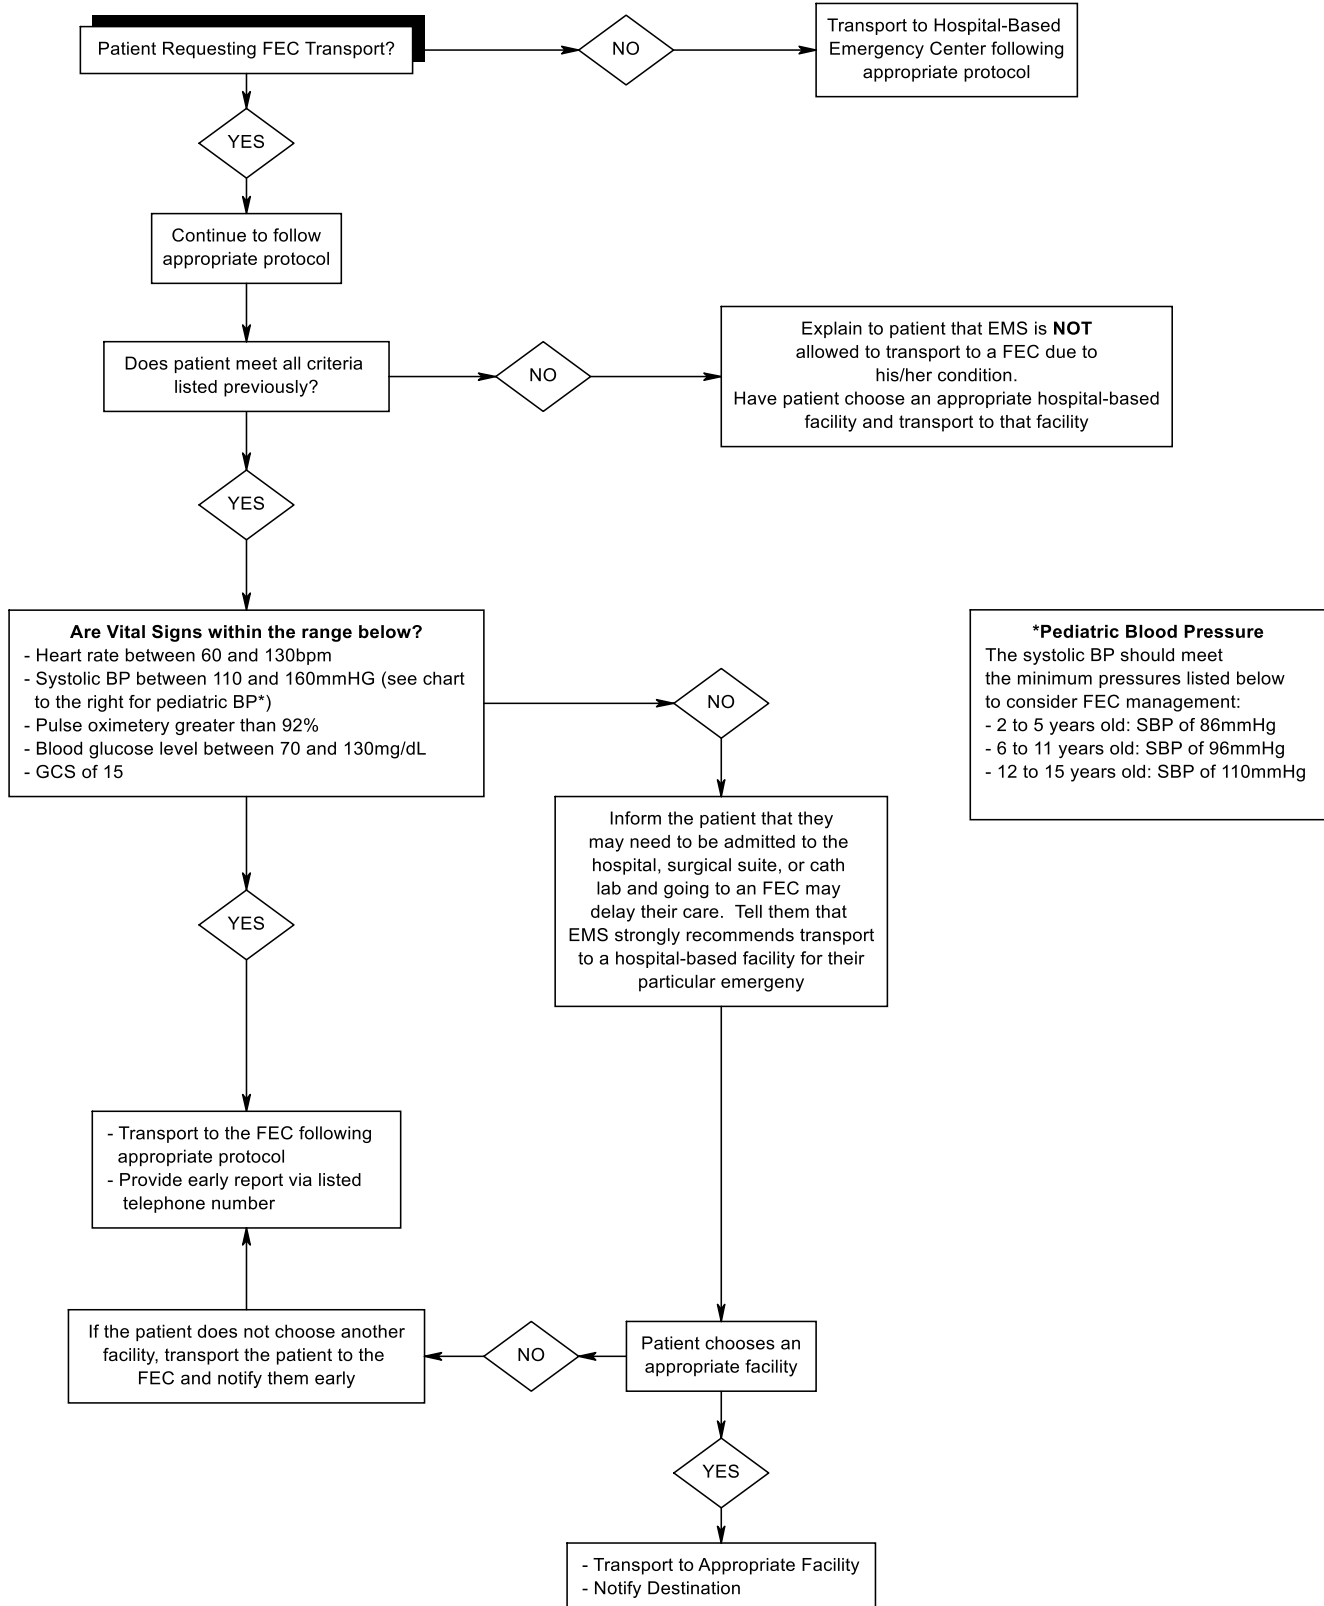 Patient Requesting FEC Transport?
NO
Transport to Hospital-Based
Emergency Center following
appropriate protocol
YES
Continue to follow
appropriate protocol
Does patient meet all criteria
listed previously?
NO
Explain to patient that EMS is NOT
allowed to transport to a FEC due to
his/her condition.
Have patient choose an appropriate hospital-based
facility and transport to that facility
YES
Are Vital Signs within the range below?
- Heart rate between 60 and 130bpm
- Systolic BP between 110 and 160mmHG (see chart
to the right for pediatric BP*)
- Pulse oximetery greater than 92%
- Blood glucose level between 70 and 130mg/dL
- GCS of 15
*Pediatric Blood Pressure
The systolic BP should meet
the minimum pressures listed below
to consider FEC management:
- 2 to 5 years old: SBP of 86mmHg
- 6 to 11 years old: SBP of 96mmHg
- 12 to 15 years old: SBP of 110mmHg
NO
Inform the patient that they
may need to be admitted to the
hospital, surgical suite, or cath
lab and going to an FEC may
delay their care. Tell them that
EMS strongly recommends transport
to a hospital-based facility for their
particular emergeny
YES
- Transport to the FEC following
appropriate protocol
- Provide early report via listed
telephone number
If the patient does not choose another
facility, transport the patient to the
FEC and notify them early
NO
Patient chooses an
appropriate facility
YES
- Transport to Appropriate Facility
- Notify Destination